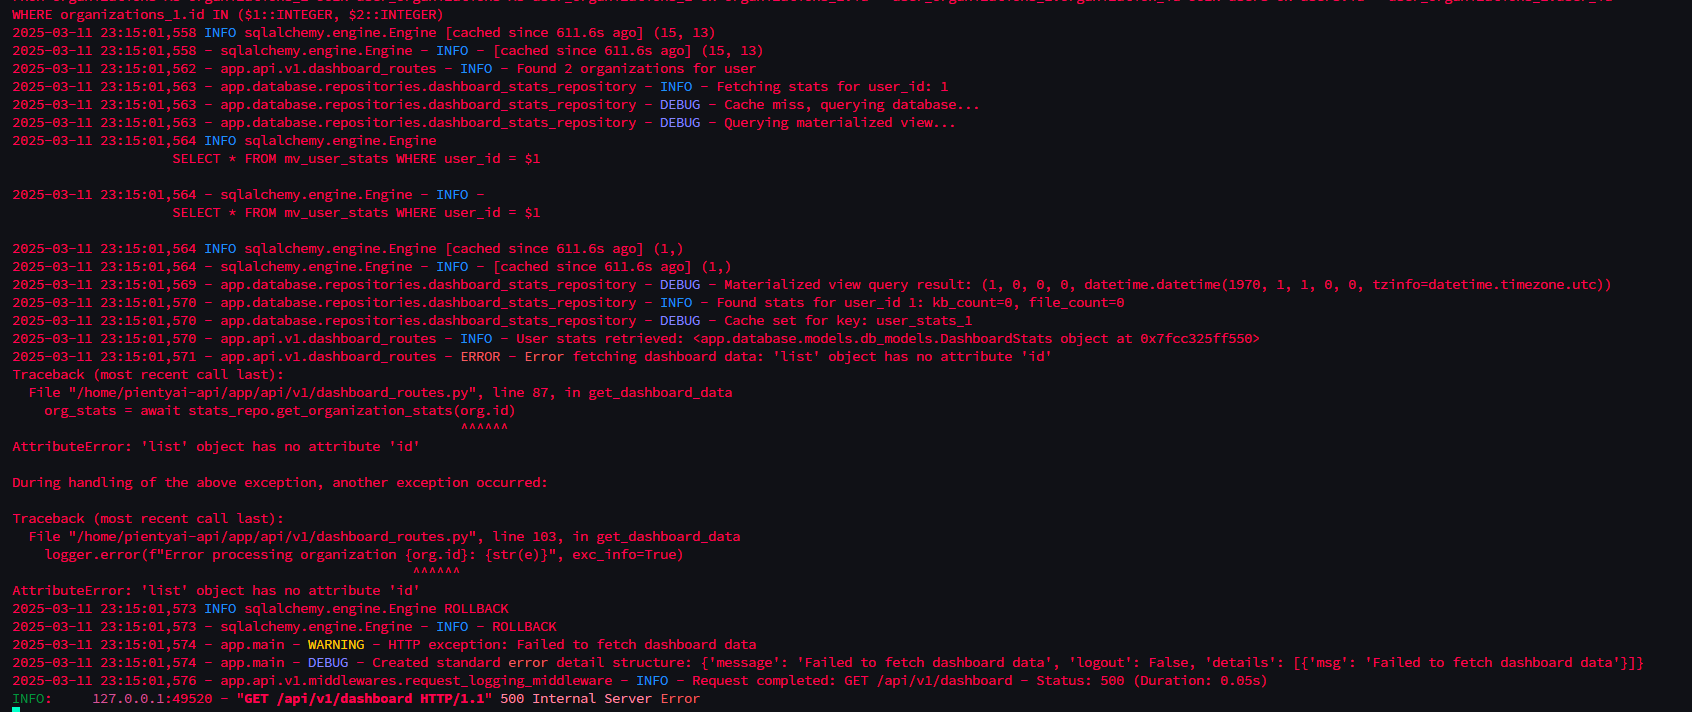 WHERE organizations_1.id IN ($1::INTEGER, $2::INTEGER)
2025-03-11 23:15:01,558 INFO sqlalchemy.engine.Engine [cached since 611.6s ago] (15, 13)
2025-03-11 23:15:01,558 - sqlalchemy.engine.Engine - INFO - [cached since 611.6s ago] (15, 13)
2025-03-11 23:15:01,562 - app.api.v1.dashboard_routes - INFO - Found 2 organizations for user
2025-03-11 23:15:01,563 - app.database.repositories.dashboard_stats_repository - INFO - Fetching stats for user_id: 1
2025-03-11 23:15:01,563 - app.database.repositories.dashboard_stats_repository - DEBUG - Cache miss, querying database...
2025-03-11 23:15:01,563 - app.database.repositories.dashboard_stats_repository - DEBUG - Querying materialized view...
2025-03-11 23:15:01,564 INFO sqlalchemy.engine.Engine
SELECT * FROM mv_user_stats WHERE user_id = $1
2025-03-11 23:15:01,564 - sqlalchemy.engine.Engine - INFO -
SELECT * FROM mv_user_stats WHERE user_id = $1
2025-03-11 23:15:01,564 INFO sqlalchemy.engine.Engine [cached since 611.6s ago] (1,)
2025-03-11 23:15:01,564 - sqlalchemy.engine.Engine - INFO - [cached since 611.6s ago] (1,)
2025-03-11 23:15:01,569 - app.database.repositories.dashboard_stats_repository - DEBUG - Materialized view query result: (1, 0, 0, 0, datetime.datetime(1970, 1, 1, 0, 0, tzinfo=datetime.timezone.utc))
2025-03-11 23:15:01,570 - app.database.repositories.dashboard_stats_repository - INFO - Found stats for user_id 1: kb_count=0, file_count=0
2025-03-11 23:15:01,570 - app.database.repositories.dashboard_stats_repository - DEBUG - Cache set for key: user_stats_1
2025-03-11 23:15:01,570 - app.api.v1.dashboard_routes - INFO - User stats retrieved: <app.database.models.db_models.DashboardStats object at 0x7fcc325ff550>
2025-03-11 23:15:01,571 - app.api.v1.dashboard_routes - ERROR - Error fetching dashboard data: 'list' object has no attribute 'id'
Traceback (most recent call last):
File "/home/pientyai-api/app/api/v1/dashboard_routes.py", line 87, in get_dashboard_data
org_stats = await stats_repo.get_organization_stats(org.id)
^^^^^^
AttributeError: 'list' object has no attribute 'id'
During handling of the above exception, another exception occurred:
Traceback (most recent call last):
File "/home/pientyai-api/app/api/v1/dashboard_routes.py", line 103, in get_dashboard_data
logger.error(f"Error processing organization {org.id}: {str(e)}", exc_info=True)
^^^^^^
AttributeError: 'list' object has no attribute 'id'
2025-03-11 23:15:01,573 INFO sqlalchemy.engine.Engine ROLLBACK
2025-03-11 23:15:01,573 - sqlalchemy.engine.Engine - INFO - ROLLBACK
2025-03-11 23:15:01,574 - app.main - WARNING - HTTP exception: Failed to fetch dashboard data
2025-03-11 23:15:01,574 - app.main - DEBUG - Created standard error detail structure: {'message': 'Failed to fetch dashboard data', 'logout': False, 'details': [{'msg': 'Failed to fetch dashboard data'}]}
2025-03-11 23:15:01,576 - app.api.v1.middlewares.request_logging_middleware - INFO - Request completed: GET /api/v1/dashboard - Status: 500 (Duration: 0.05s)
INFO: 127.0.0.1:49520 - "GET /api/v1/dashboard HTTP/1.1" 500 Internal Server Error